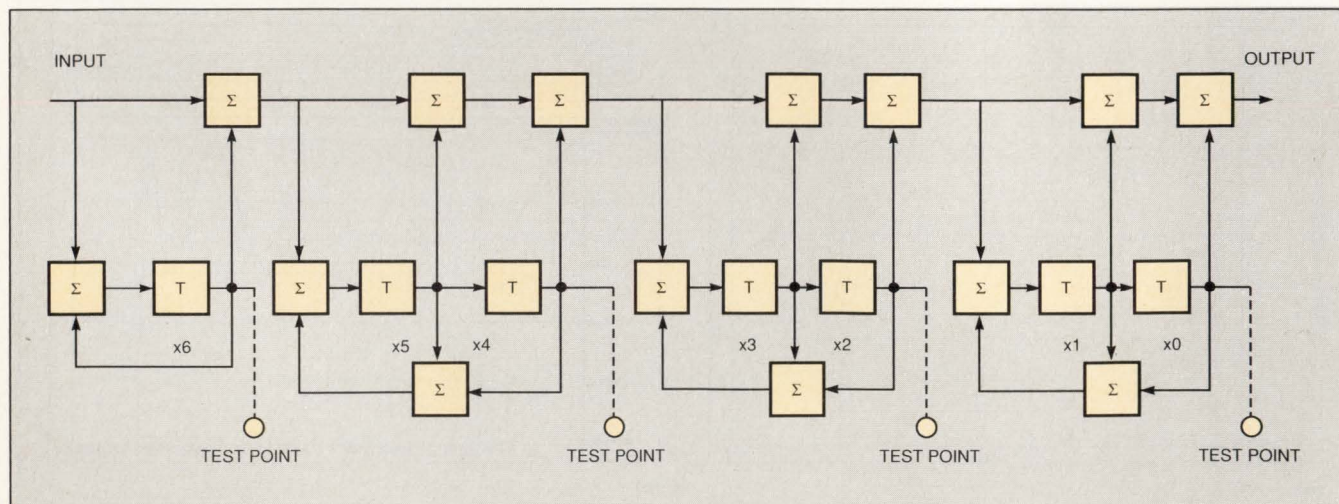 INPUT
OUTPUT
Σ Σ Σ Σ Σ Σ Σ
Σ T Σ T T Σ T T Σ T T
x6 x5 x4 x3 x2 x1 x0
Σ Σ Σ
TEST POINT TEST POINT TEST POINT TEST POINT